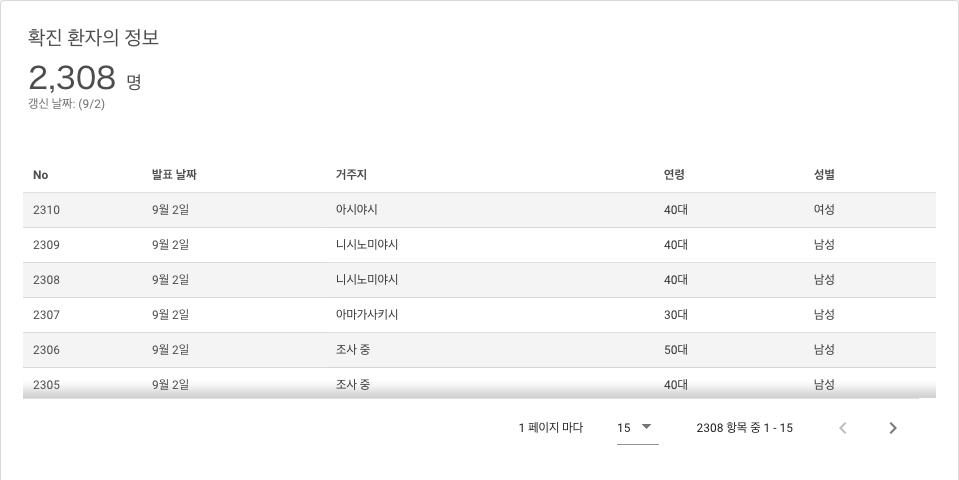 확진 환자의 정보
2,308 명
갱신 날짜: (9/2)
No 발표 날짜 거주지 연령 성별
2310 9월 2일 아시야시 40대 여성
2309 9월 2일 니시노미야시 40대 남성
2308 9월 2일 니시노미야시 40대 남성
2307 9월 2일 아마가사키시 30대 남성
2306 9월 2일 조사 중 50대 남성
2305 9월 2일 조사 중 40대 남성
1 페이지 마다 15 2308 항목 중 1 - 15